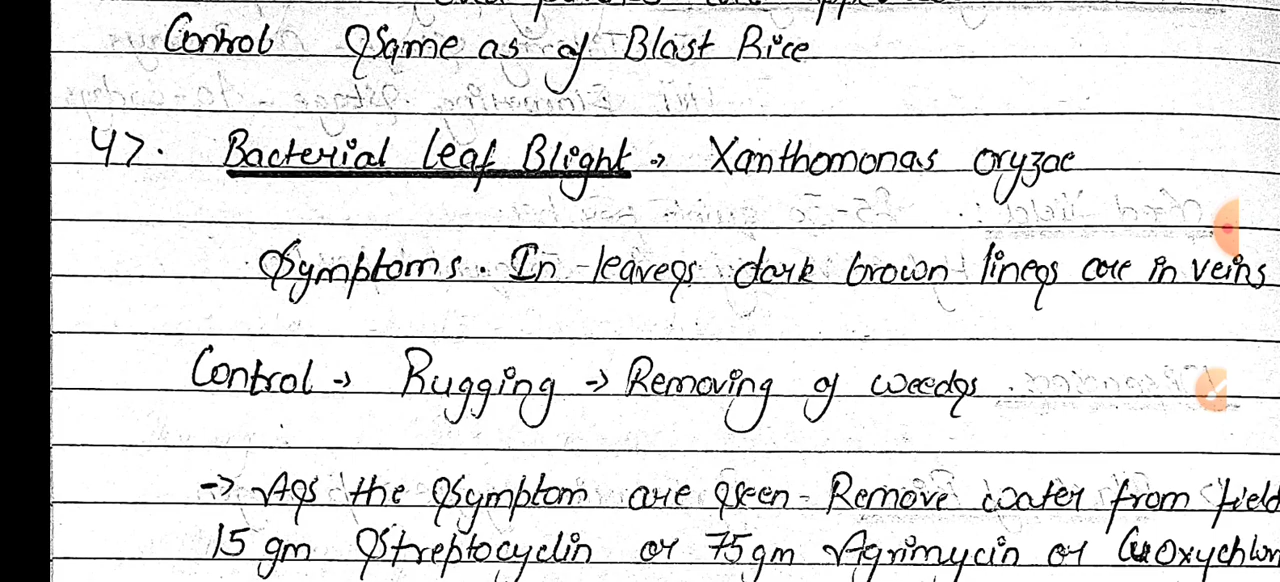 Control Same as of Blast Rice
4>. Bacterial leaf Blight → Xanthomonas oryzae
Symptoms. In leaves dark brown lines are in veins
Control → Rugging → Removing of weeds.
→ As the symptom are seen - Remove water from field
15 gm Streptocyclin or 75gm Agrimycin or CuOxychlor